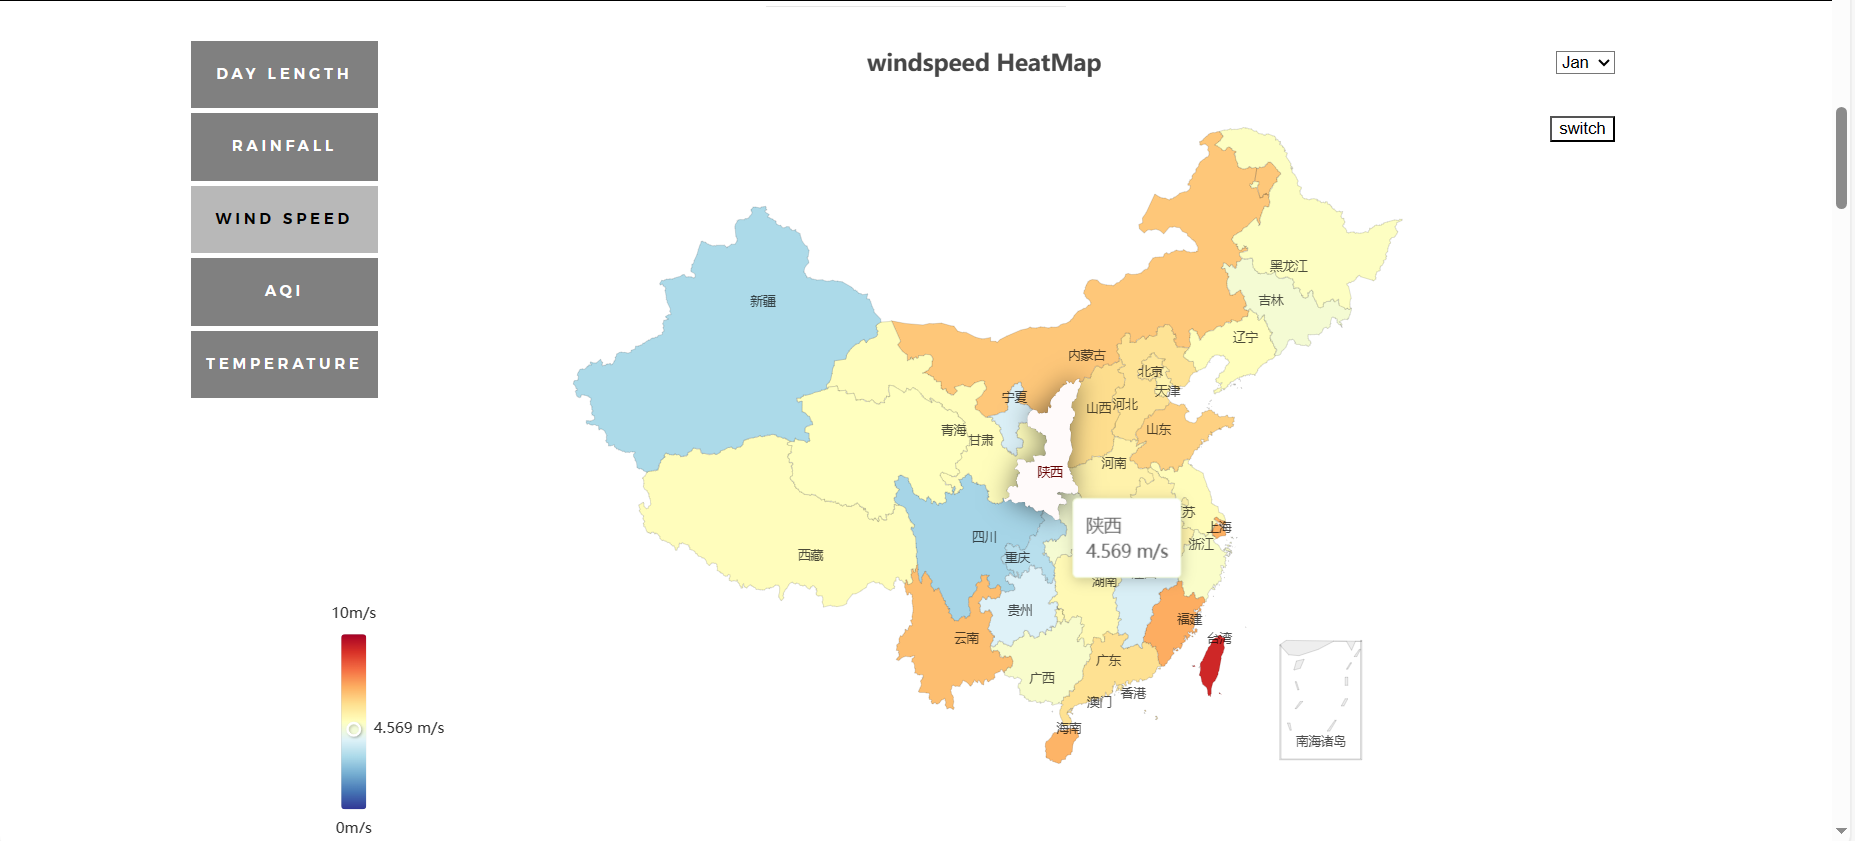 windspeed HeatMap
Jan
switch
DAY LENGTH
RAINFALL
WIND SPEED
AQI
TEMPERATURE
黑龙江
吉林
辽宁
新疆
内蒙古
北京
天津
宁夏
山西
河北
山东
青海
甘肃
河南
陕西
苏
上海
浙江
陕西
4.569 m/s
四川
重庆
西藏
湖南
贵州
福建
云南
台湾
广东
广西
香港
澳门
海南
南海诸岛
10m/s
4.569 m/s
0m/s